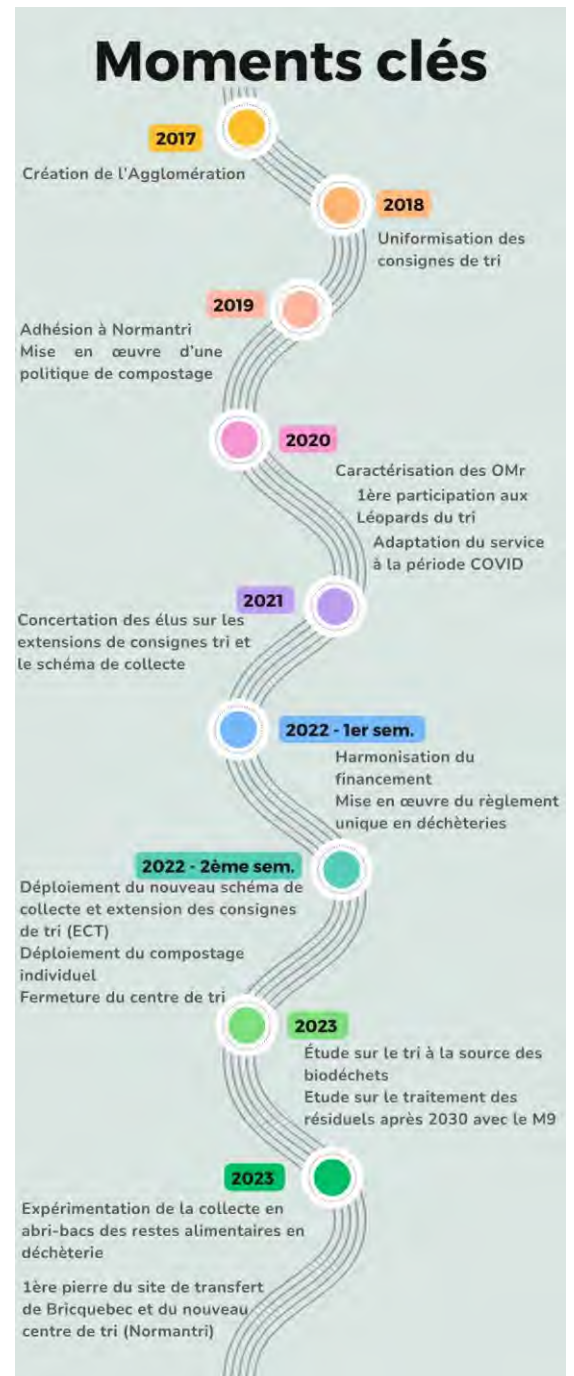 Moments clés
2017
Création de l'Agglomération
2018
Uniformisation des
consignes de tri
2019
Adhésion à Normantri
Mise en œuvre d'une
politique de compostage
2020
Caractérisation des OMr
1ère participation aux
Léopards du tri
Adaptation du service
à la période COVID
2021
Concertation des élus sur les
extensions de consignes tri et
le schéma de collecte
2022 - 1er sem.
Harmonisation du
financement
Mise en œuvre du règlement
unique en déchèteries
2022 - 2ème sem.
Déploiement du nouveau schéma de
collecte et extension des consignes
de tri (ECT)
Déploiement du compostage
individuel
Fermeture du centre de tri
2023
Étude sur le tri à la source des
biodéchets
Etude sur le traitement des
résiduels après 2030 avec le M9
2023
Expérimentation de la collecte en
abri-bacs des restes alimentaires en
déchèterie
1ère pierre du site de transfert
de Bricquebec et du nouveau
centre de tri (Normantri)